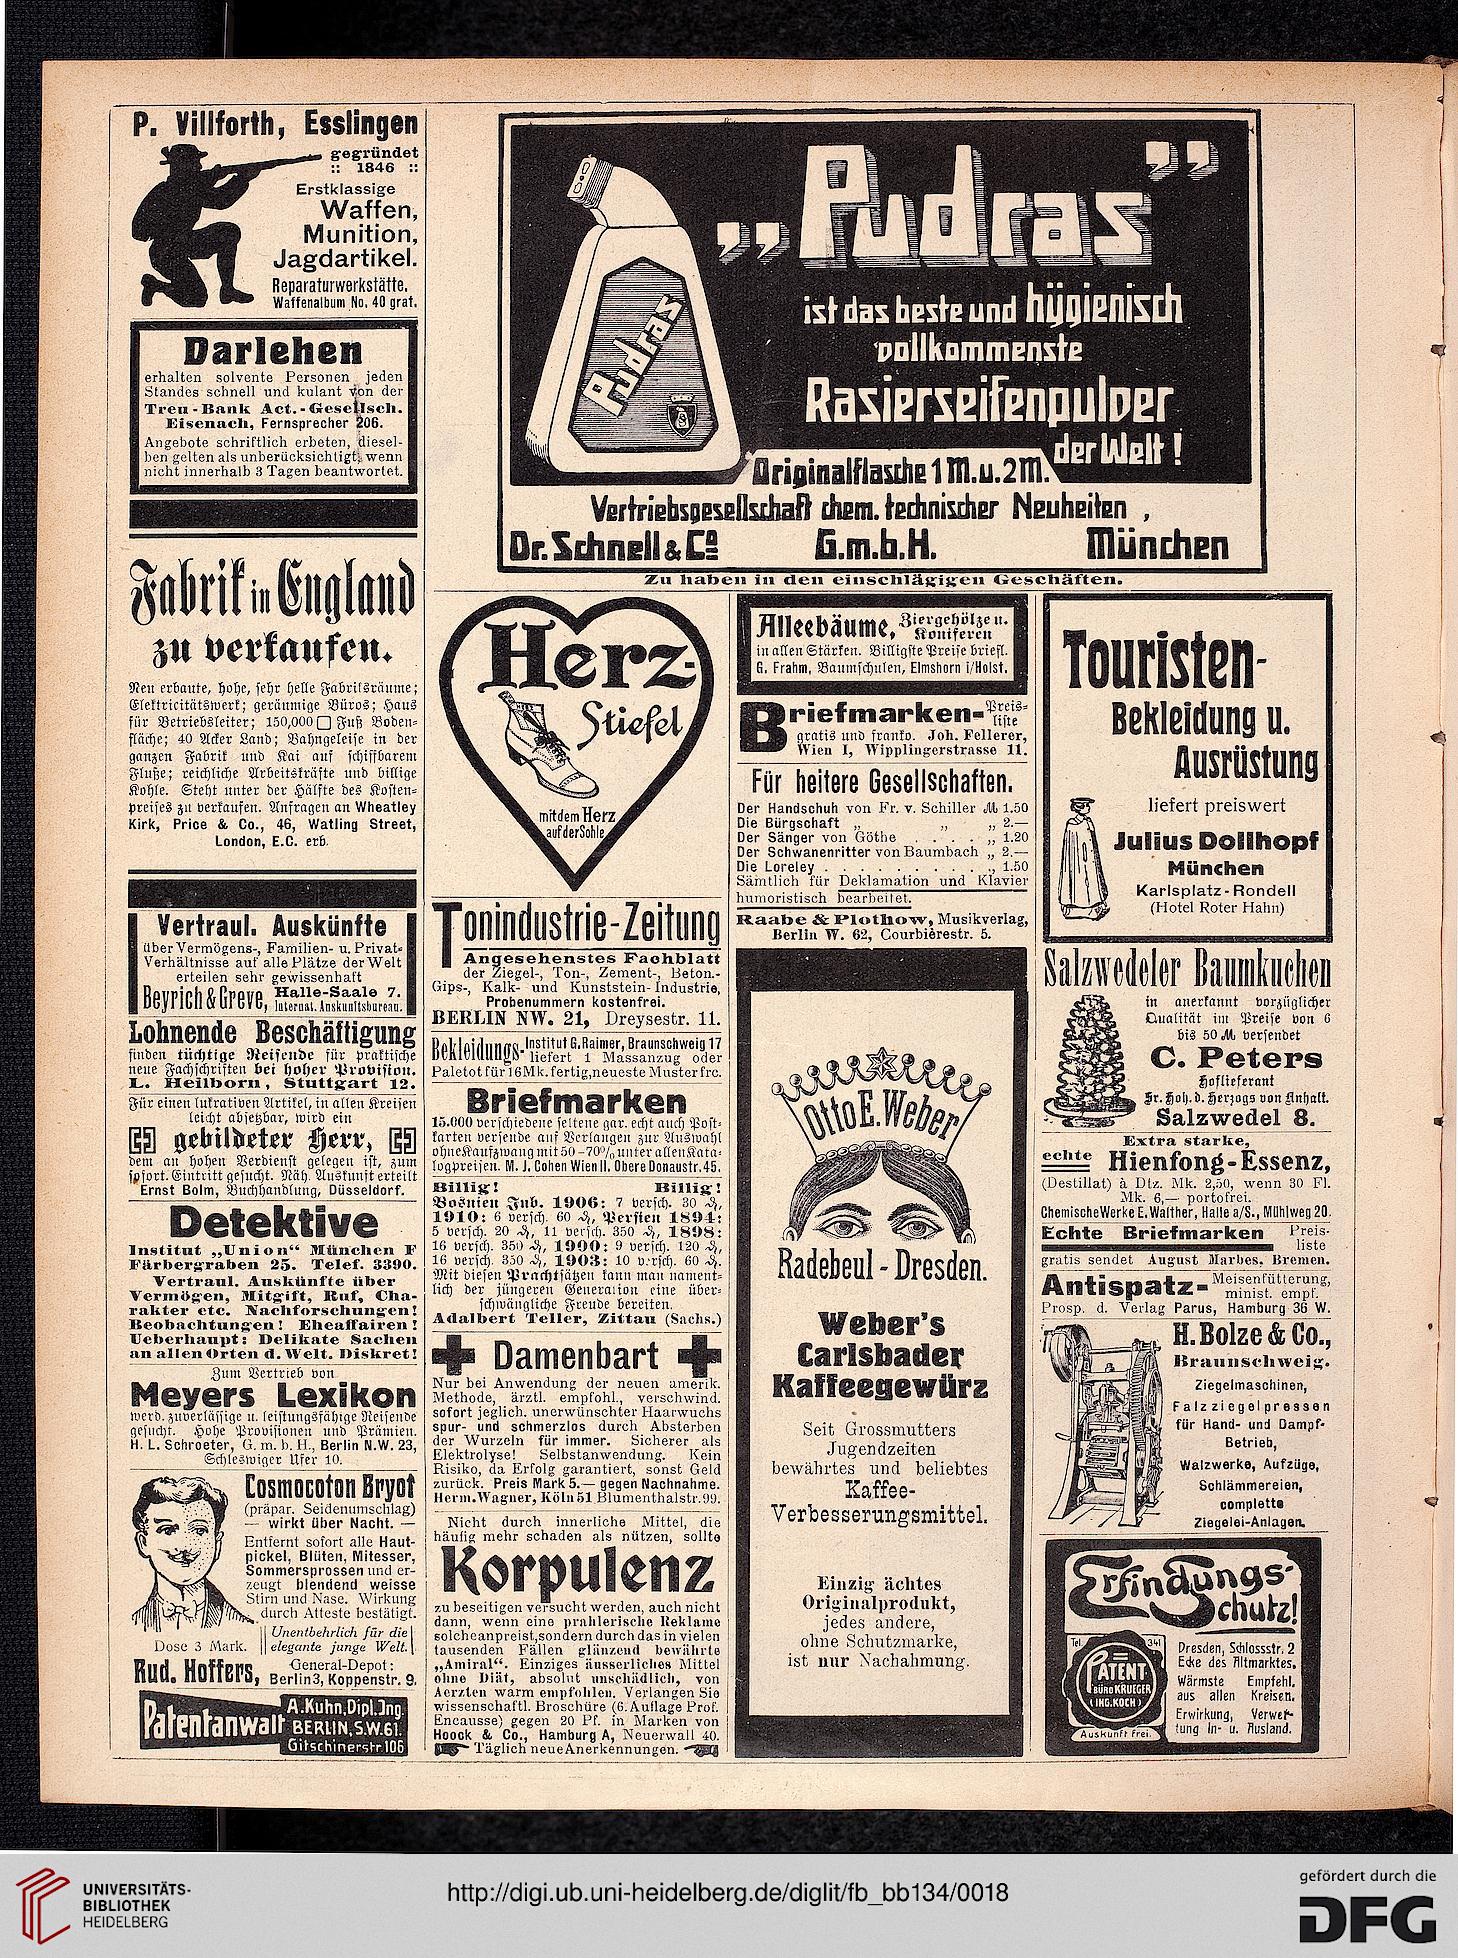 P. Villforth, Esslingen
gegründet
:: 1846 ::
Erstklassige
Waffen,
Munition,
Jagdartikel.
Reparaturwerkstätte.
Waffenalbum No. 40 grat.
Darlehen
erhalten solvente Personen jeden
Standes schnell und kulant von der
Treu-Bank Act.-Gesellsch.
Eisenach, Fernsprecher 206.
Angebote schriftlich erbeten, diesel-
ben gelten als unberücksichtigt, wenn
nicht innerhalb 3 Tagen beantwortet.
Fabrik in England
zu verkaufen.
Neu erbaute, hohe, sehr helle Fabriksräume;
Elektricitätswerk; geräumige Büros; Haus
für Betriebsleiter; 150,000 □ Fuß Boden-
fläche; 40 Acker Land; Bahngeleise in der
ganzen Fabrik und Kai auf schiffbarem
Fluße; reichliche Arbeitskräfte und billige
Kohle. Steht unter der Hälfte des Kosten-
preises zu verkaufen. Anfragen an Wheatley
Kirk, Price & Co., 46, Watling Street,
London, E.C. erb.
Vertraul. Auskünfte
über Vermögens-, Familien- u. Privat-
Verhältnisse auf alle Plätze der Welt
erteilen sehr gewissenhaft
Beyrich & Greve, Halle-Saale 7.
Internat. Auskunftsbureau.
Lohnende Beschäftigung
finden tüchtige Reisende für praktische
neue Fachschriften bei hoher Provision.
L. Heilborn, Stuttgart 12.
Für einen lukrativen Artikel, in allen Kreisen
leicht absetzbar, wird ein
gebildeter Herr,
dem an hohen Verdienst gelegen ist, zum
sofort. Eintritt gesucht. Näh. Auskunft erteilt
Ernst Bolm, Buchhandlung, Düsseldorf.
Detektive
Institut „Union“ München F
Färbergraben 25. Telef. 3390.
Vertraul. Auskünfte über
Vermögen, Mitgift, Ruf, Cha-
rakter etc. Nachforschungen!
Beobachtungen! Eheaffairen!
Ueberhaupt: Delikate Sachen
an allen Orten d. Welt. Diskret!
Zum Vertrieb von
Meyers Lexikon
werd. zuverlässige u. leistungsfähige Reisende
gesucht. Hohe Provisionen und Prämien.
H. L. Schroeter, G. m. b. H., Berlin N.W. 23,
Schleswiger Ufer 10.
Cosmocoton Bryot
(präpar. Seidenumschlag)
— wirkt über Nacht. —
Entfernt sofort alle Haut-
pickel, Blüten, Mitesser,
Sommersprossen und er-
zeugt blendend weisse
Stirn und Nase. Wirkung
durch Atteste bestätigt.
Unentbehrlich für die
elegante junge Welt.
Dose 3 Mark.
Rud. Hoffers, General-Depot:
Berlin 3, Koppenstr. 9.
Patentanwalt
A. Kuhn, Dipl. Jng.
BERLIN, S.W. 61.
Gitschinerstr. 106
„Pudras”
Pudras
ist das beste und hygienisch
vollkommenste
Rasierseifenpulver
der Welt!
Originalflasche 1 M. u. 2 M.
Vertriebsgesellschaft chem. technischer Neuheiten,
Dr. Schnell & Co G.m.b.H. München
Zu haben in den einschlägigen Geschäften.
Herz-
Stiefel
mit dem Herz
auf der Sohle
Tonindustrie-Zeitung
Angesehenstes Fachblatt
der Ziegel-, Ton-, Zement-, Beton-
Gips-, Kalk- und Kunststein-Industrie,
Probenummern kostenfrei.
BERLIN NW. 21, Dreysestr. 11.
Bekleidungs-Institut G. Raimer, Braunschweig 17
liefert 1 Massanzug oder
Paletot für 16 Mk. fertig, neueste Muster frc.
Briefmarken
15.000 verschiedene seltene gar. echt auch Post-
karten versende auf Verlangen zur Auswahl
ohne Kaufzwang mit 50-70% unter allen Kata-
logpreisen. M. J. Cohen Wien II. Obere Donaustr. 45.
Billig! Billig!
Bosnien Jub. 1906: 7 versch. 30 ₰,
1910: 6 versch. 60 ₰, Persien 1894:
5 versch. 20 ₰, 11 versch. 350 ₰, 1898:
16 versch. 350 ₰, 1900: 9 versch. 120 ₰,
16 versch. 350 ₰, 1903: 10 versch. 60 ₰.
Mit diesen Prachtsätzen kann man nament-
lich der jüngeren Generation eine über-
schwängliche Freude bereiten.
Adalbert Teller, Zittau (Sachs.)
Damenbart
Nur bei Anwendung der neuen amerik.
Methode, ärztl. empfohl., verschwind.
sofort jeglich. unerwünschter Haarwuchs
spur- und schmerzlos durch Absterben
der Wurzeln für immer. Sicherer als
Elektrolyse! Selbstanwendung. Kein
Risiko, da Erfolg garantiert, sonst Geld
zurück. Preis Mark 5.— gegen Nachnahme.
Herm. Wagner, Köln 51 Blumenthalstr. 99.
Nicht durch innerliche Mittel, die
häufig mehr schaden als nützen, sollte
Korpulenz
zu beseitigen versucht werden, auch nicht
dann, wenn eine prahlerische Reklame
solche anpreist, sondern durch das in vielen
tausenden Fällen glänzend bewährte
„Amiral“. Einziges äusserliches Mittel
ohne Diät, absolut unschädlich, von
Aerzten warm empfohlen. Verlangen Sie
wissenschaftl. Broschüre (6. Auflage Prof.
Encausse) gegen 20 Pf. in Marken von
Hoock & Co., Hamburg A, Neuerwall 40.
Täglich neue Anerkennungen.
Alleebäume, Ziergehölze u.
Koniferen
in allen Stärken. Billigste Preise briefl.
G. Frahm, Baumschulen, Elmshorn i/Holst.
Briefmarken-Preis-
liste
gratis und franko. Joh. Fellerer,
Wien I, Wipplingerstrasse 11.
Für heitere Gesellschaften.
Der Handschuh von Fr. v. Schiller ℳ 1.50
Die Bürgschaft „ „ „ 2.—
Der Sänger von Göthe . . . . „ 1.20
Der Schwanenritter von Baumbach „ 2.—
Die Loreley . . . . . . . . . „ 1.50
Sämtlich für Deklamation und Klavier
humoristisch bearbeitet.
Raabe & Plothow, Musikverlag,
Berlin W. 62, Courbièrestr. 5.
Otto E. Weber
Radebeul - Dresden.
Weber's
Carlsbader
Kaffeegewürz
Seit Grossmutters
Jugendzeiten
bewährtes und beliebtes
Kaffee-
Verbesserungsmittel.
Einzig ächtes
Originalprodukt,
jedes andere,
ohne Schutzmarke,
ist nur Nachahmung.
Touristen-
Bekleidung u.
Ausrüstung
liefert preiswert
Julius Dollhopf
München
Karlsplatz-Rondell
(Hotel Roter Hahn)
Salzwedeler Baumkuchen
in anerkannt vorzüglicher
Qualität im Preise von 6
bis 50 ℳ versendet
C. Peters
Hoflieferant
Sr. Hoh. d. Herzogs von Anhalt.
Salzwedel 8.
Extra starke,
echte Hienfong-Essenz,
(Destillat) à Dtz. Mk. 2,50, wenn 30 Fl.
Mk. 6,— portofrei.
Chemische Werke E. Walther, Halle a/S., Mühlweg 20.
Echte Briefmarken Preis-
liste
gratis sendet August Marbes, Bremen.
Antispatz- Meisenfütterung,
minist. empf.
Prosp. d. Verlag Parus, Hamburg 36 W.
H. Bolze & Co.,
Braunschweig.
Ziegelmaschinen,
Falzziegelpressen
für Hand- und Dampf-
Betrieb,
Walzwerke, Aufzüge,
Schlämmereien,
complette
Ziegelei-Anlagen.
Erfindungs-
schutz!
Tel. 341
PATENT
BÜRO KRUEGER
(ING. KOCH)
Auskunft frei.
Dresden, Schlossstr. 2
Ecke des Altmarktes.
Wärmste Empfehl.
aus allen Kreisen.
Erwirkung, Verwer-
tung In- u. Ausland.
UNIVERSITÄTS-
BIBLIOTHEK
HEIDELBERG
http://digi.ub.uni-heidelberg.de/diglit/fb_bb134/0018
gefördert durch die
DFG